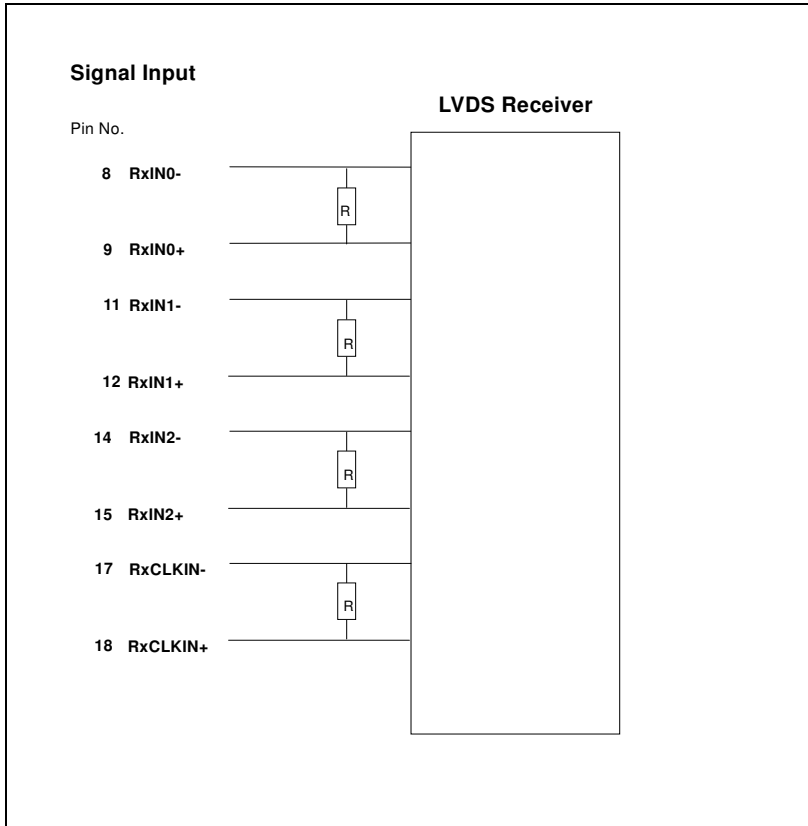 Signal Input
LVDS Receiver
Pin No.
8 RxIN0-
R
9 RxIN0+
11 RxIN1-
R
12 RxIN1+
14 RxIN2-
R
15 RxIN2+
17 RxCLKIN-
R
18 RxCLKIN+